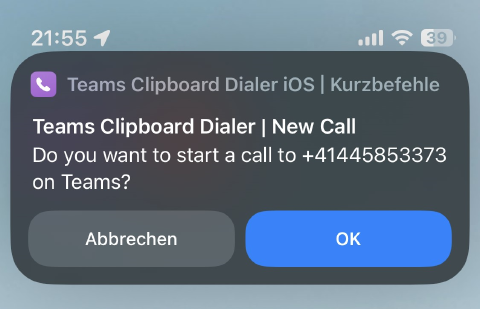 21:55 39
Teams Clipboard Dialer iOS | Kurzbefehle
Teams Clipboard Dialer | New Call
Do you want to start a call to +41445853373
on Teams?
Abbrechen OK